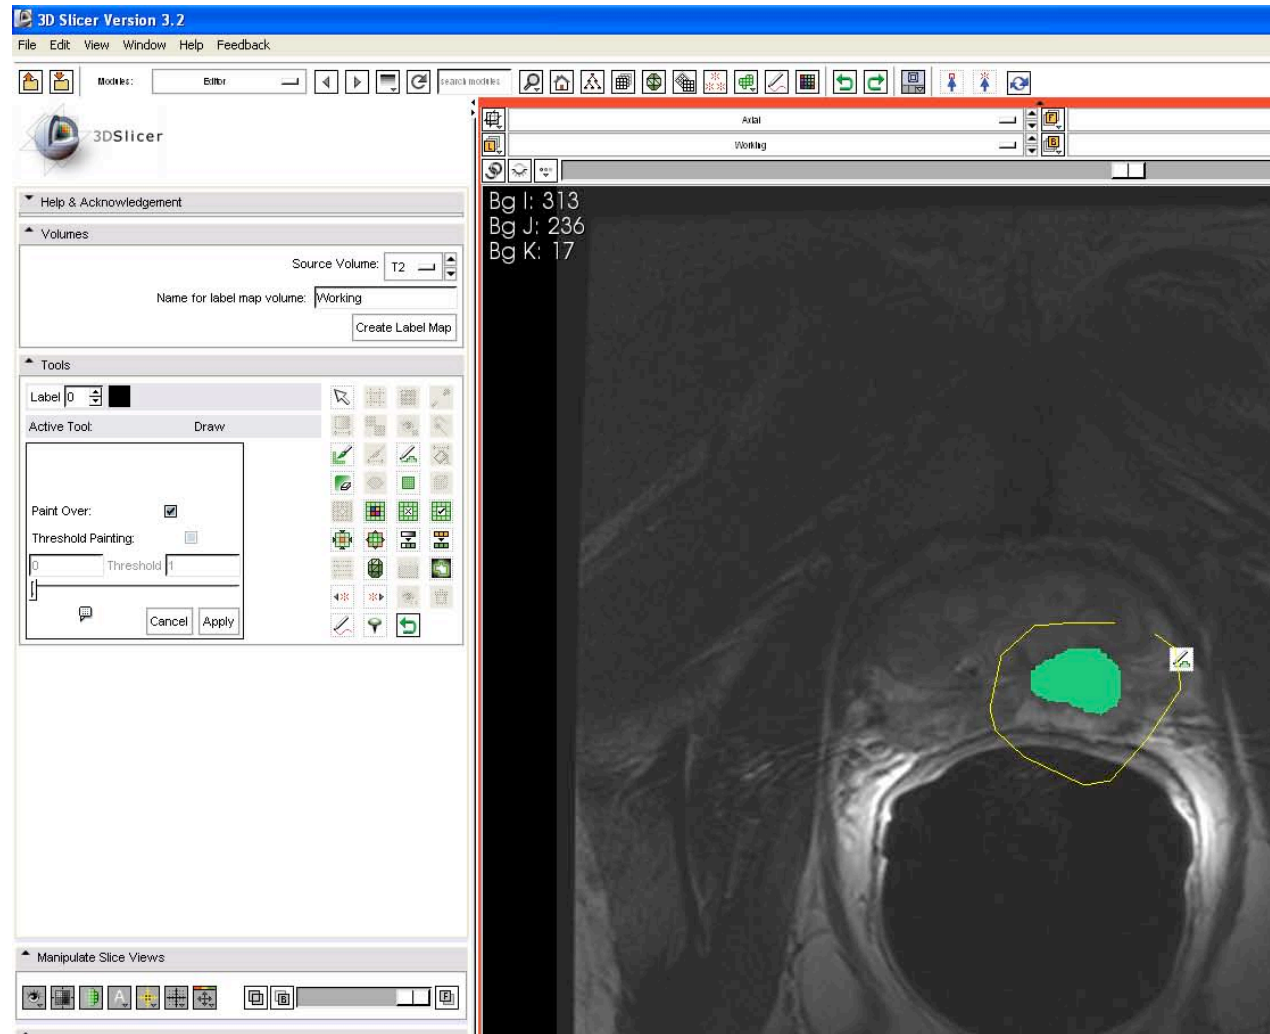 3D Slicer Version 3.2
File Edit View Window Help Feedback
Modules: Editor search modules
3DSlicer
Axial
Working
Help & Acknowledgement
Volumes
Source Volume: T2
Name for label map volume: Working
Create Label Map
Tools
Label 0
Active Tool: Draw
Paint Over:
Threshold Painting:
0 Threshold 1
Cancel Apply
Manipulate Slice Views
Bg I: 313
Bg J: 236
Bg K: 17